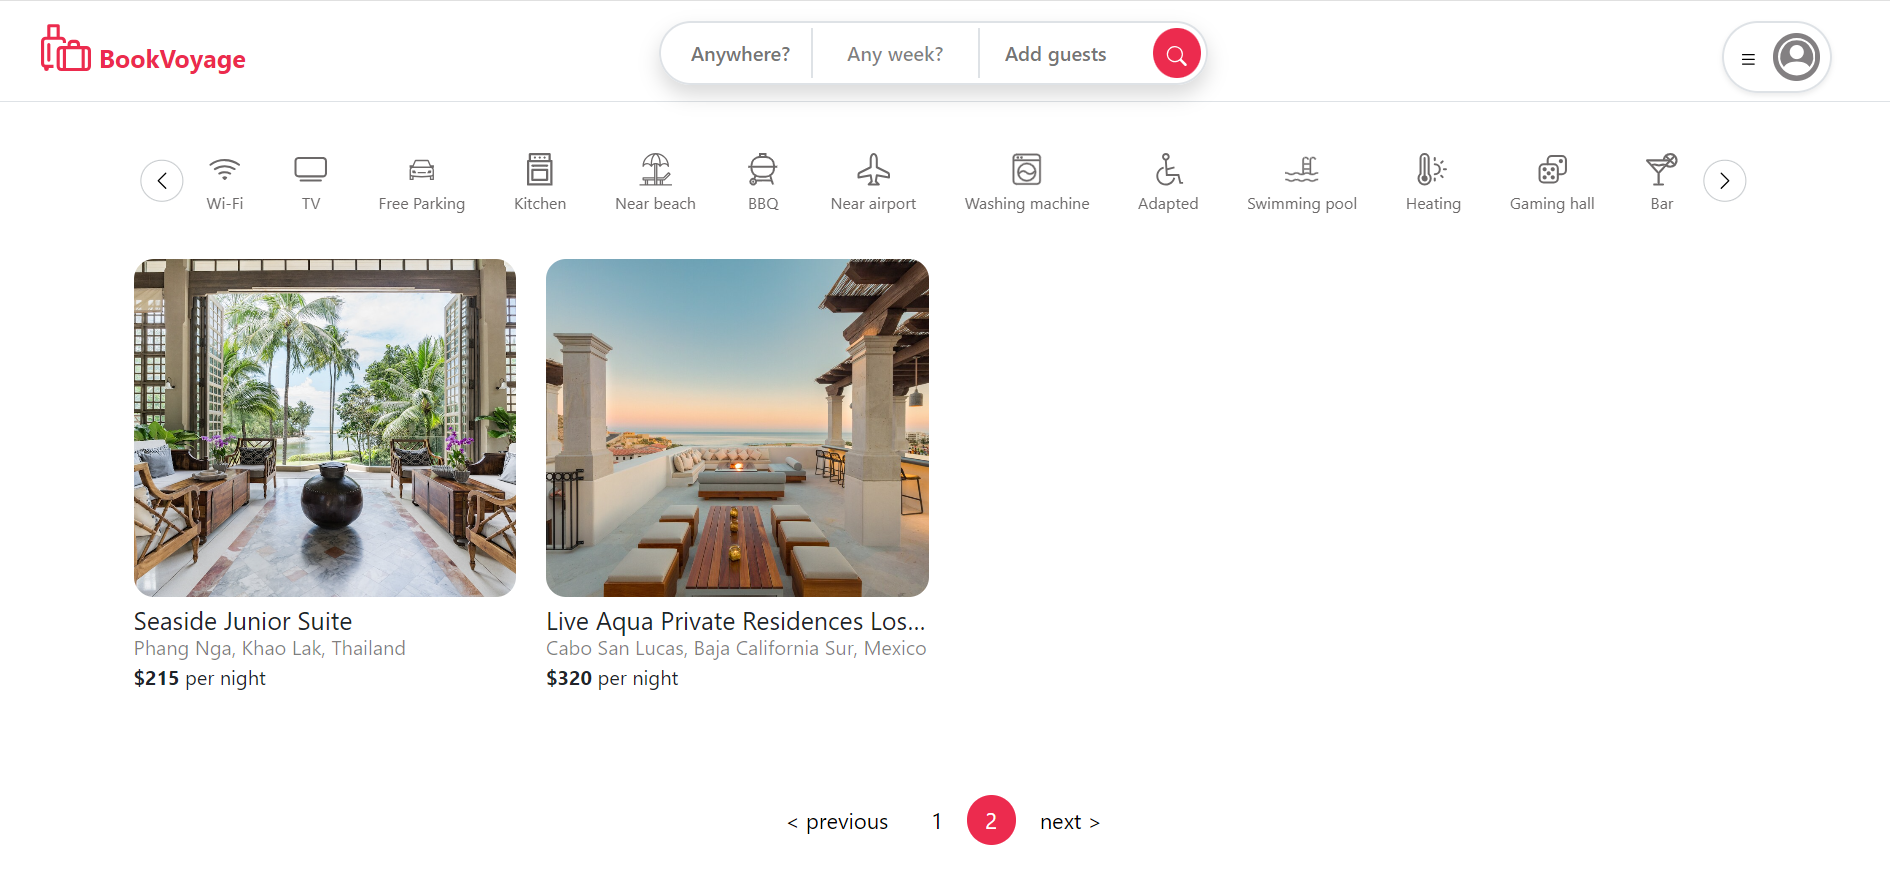 BookVoyage
Anywhere? Any week? Add guests
Wi-Fi TV Free Parking Kitchen Near beach BBQ Near airport Washing machine Adapted Swimming pool Heating Gaming hall Bar
Seaside Junior Suite
Phang Nga, Khao Lak, Thailand
$215 per night
Live Aqua Private Residences Los...
Cabo San Lucas, Baja California Sur, Mexico
$320 per night
< previous 1 2 next >